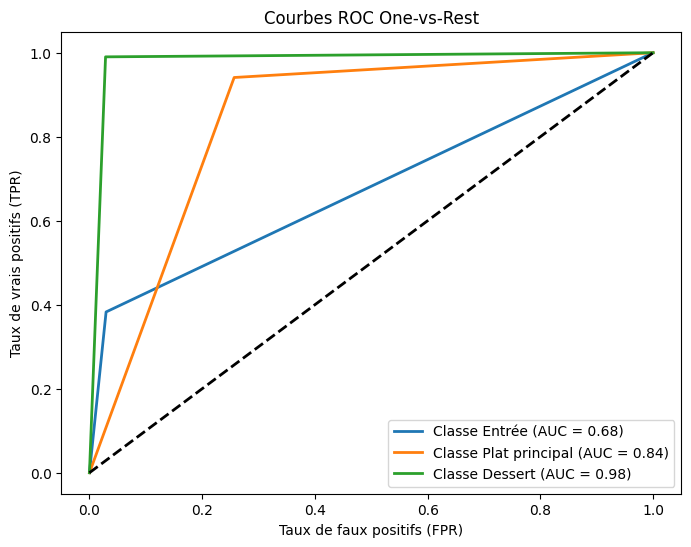 Courbes ROC One-vs-Rest
Taux de vrais positifs (TPR)
1.0
0.8
0.6
0.4
0.2
0.0
0.0 0.2 0.4 0.6 0.8 1.0
Taux de faux positifs (FPR)
Classe Entrée (AUC = 0.68)
Classe Plat principal (AUC = 0.84)
Classe Dessert (AUC = 0.98)